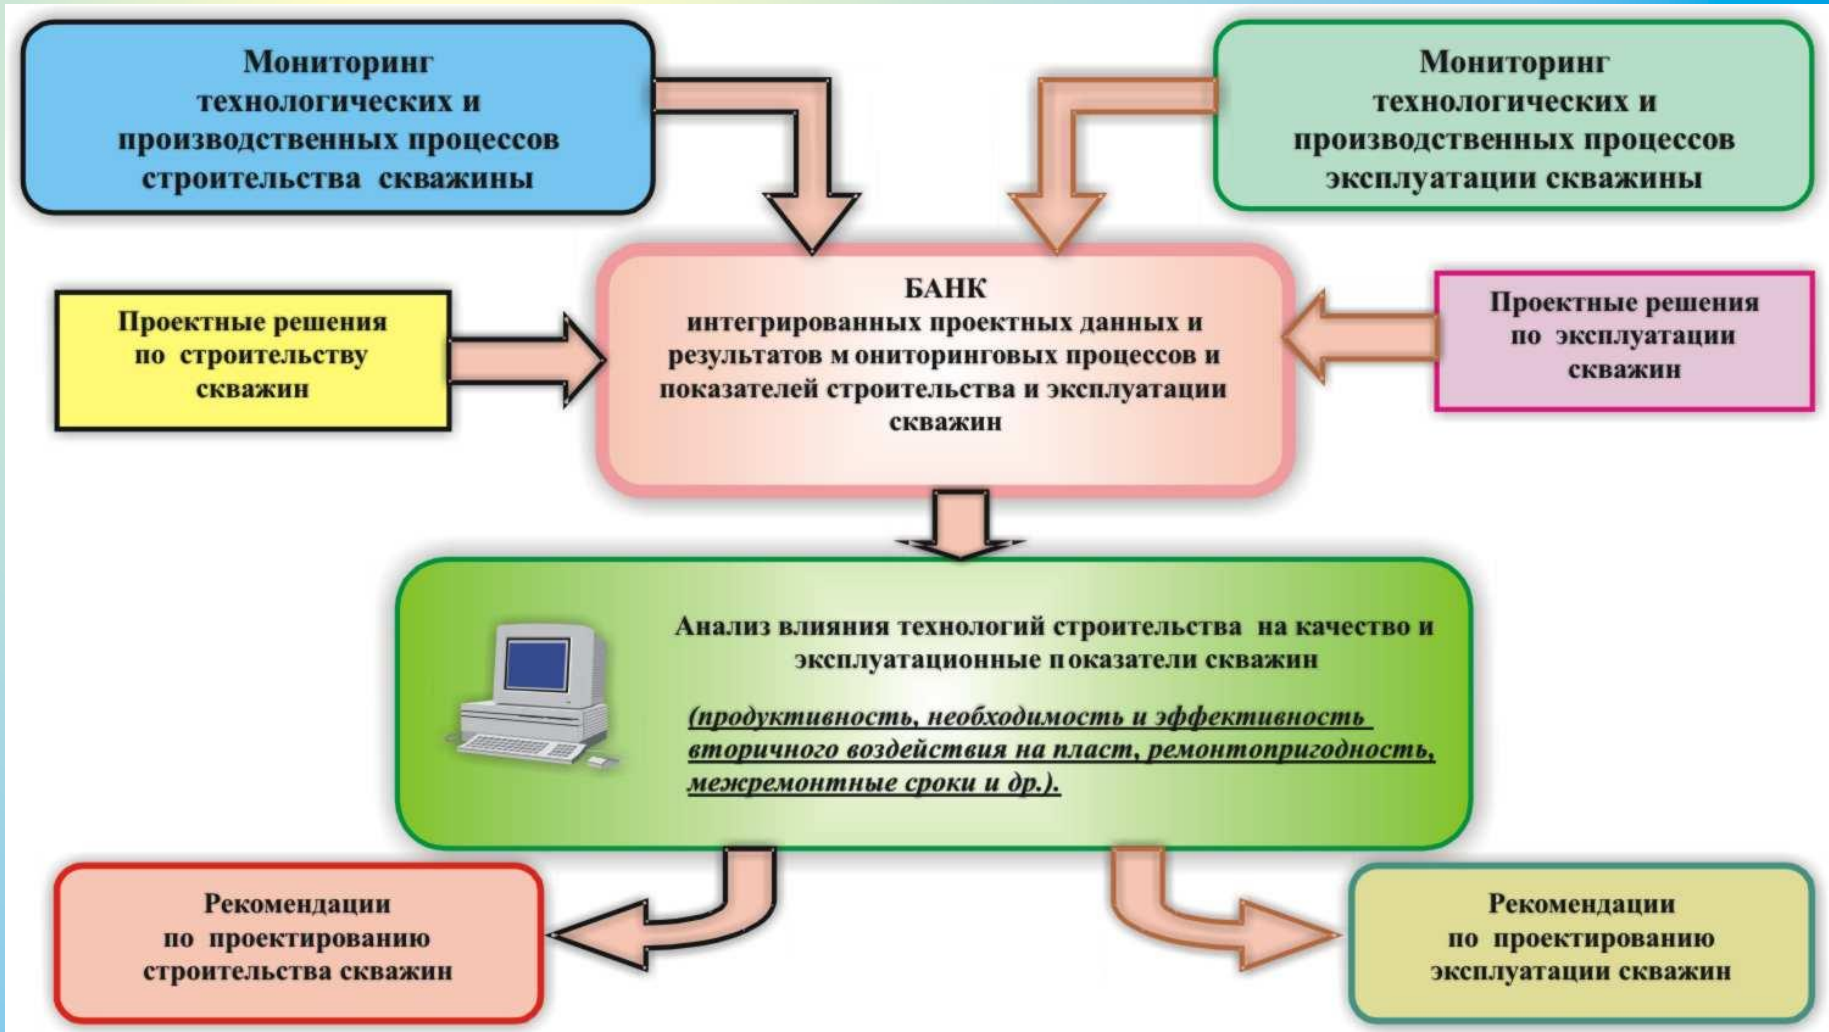 Мониторинг
технологических и
производственных процессов
строительства скважины
Мониторинг
технологических и
производственных процессов
эксплуатации скважины
Проектные решения
по строительству
скважин
БАНК
интегрированных проектных данных и
результатов м ониторинговых процессов и
показателей строительства и эксплуатации
скважин
Проектные решения
по эксплуатации
скважин
Анализ влияния технологий строительства на качество и
эксплуатационные показатели скважин
(продуктивность, необходимость и эффективность
вторичного воздействия на пласт, ремонтопригодность,
межремонтные сроки и др.).
Рекомендации
по проектированию
строительства скважин
Рекомендации
по проектированию
эксплуатации скважин